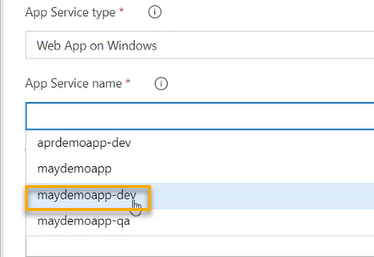 App Service type *
Web App on Windows
App Service name *
aprdemoapp-dev
maydemoapp
maydemoapp-dev
maydemoapp-qa